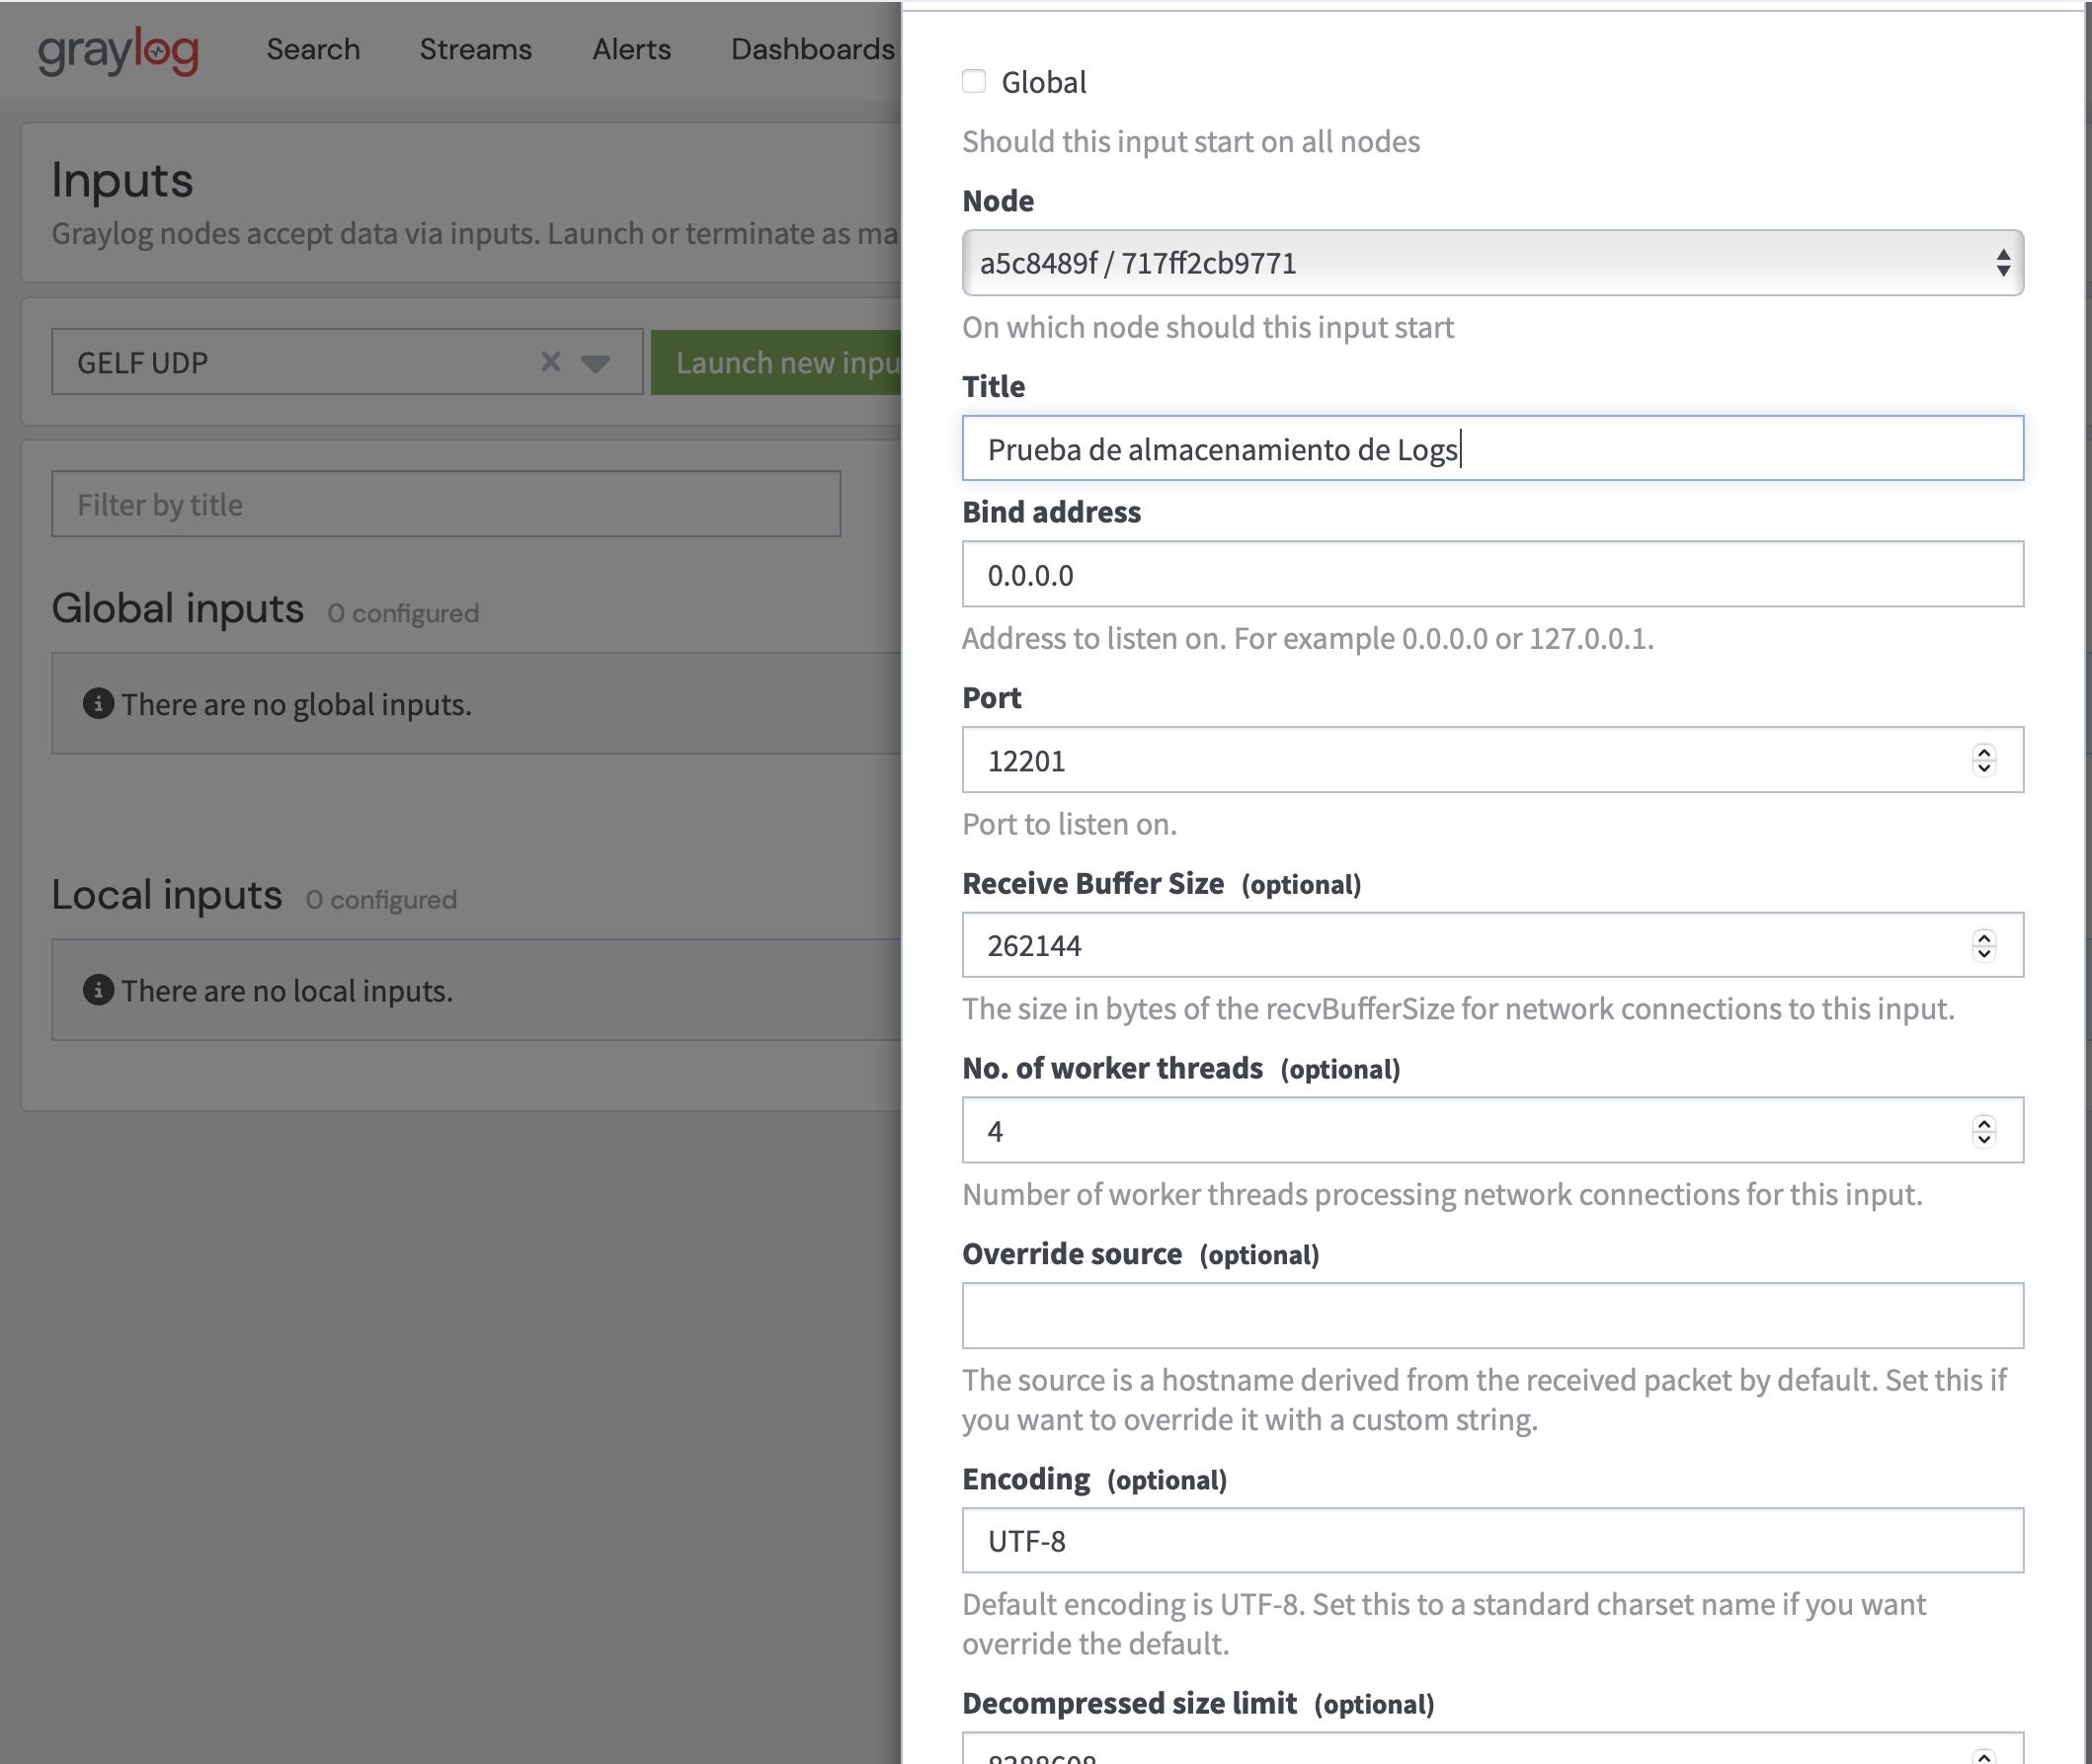 graylog
Search
Streams
Alerts
Dashboards
Inputs
Graylog nodes accept data via inputs. Launch or terminate as ma
GELF UDP
Launch new inpu
Filter by title
Global inputs 0 configured
There are no global inputs.
Local inputs 0 configured
There are no local inputs.
Global
Should this input start on all nodes
Node
a5c8489f / 717ff2cb9771
On which node should this input start
Title
Prueba de almacenamiento de Logs
Bind address
0.0.0.0
Address to listen on. For example 0.0.0.0 or 127.0.0.1.
Port
12201
Port to listen on.
Receive Buffer Size (optional)
262144
The size in bytes of the recvBufferSize for network connections to this input.
No. of worker threads (optional)
4
Number of worker threads processing network connections for this input.
Override source (optional)
The source is a hostname derived from the received packet by default. Set this if
you want to override it with a custom string.
Encoding (optional)
UTF-8
Default encoding is UTF-8. Set this to a standard charset name if you want
override the default.
Decompressed size limit (optional)
8388608